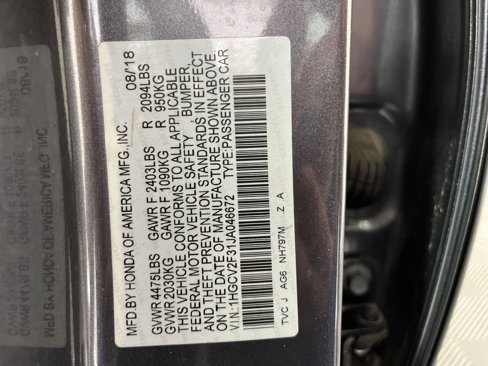 MFD.BY HONDA OF AMERICA MFG.,INC. 08/18
GVWR 4475LBS GAWR F 2403LBS R 2094LBS
GVWR 2030KG GAWR F 1090KG R 950KG
THIS VEHICLE CONFORMS TO ALL APPLICABLE
FEDERAL MOTOR VEHICLE SAFETY , BUMPER,
AND THEFT PREVENTION STANDARDS IN EFFECT
ON THE DATE OF MANUFACTURE SHOWN ABOVE.
V.I.N.:1HGCV2F31JA046672 TYPE:PASSENGER CAR
TVC J AG6 NH797M Z A